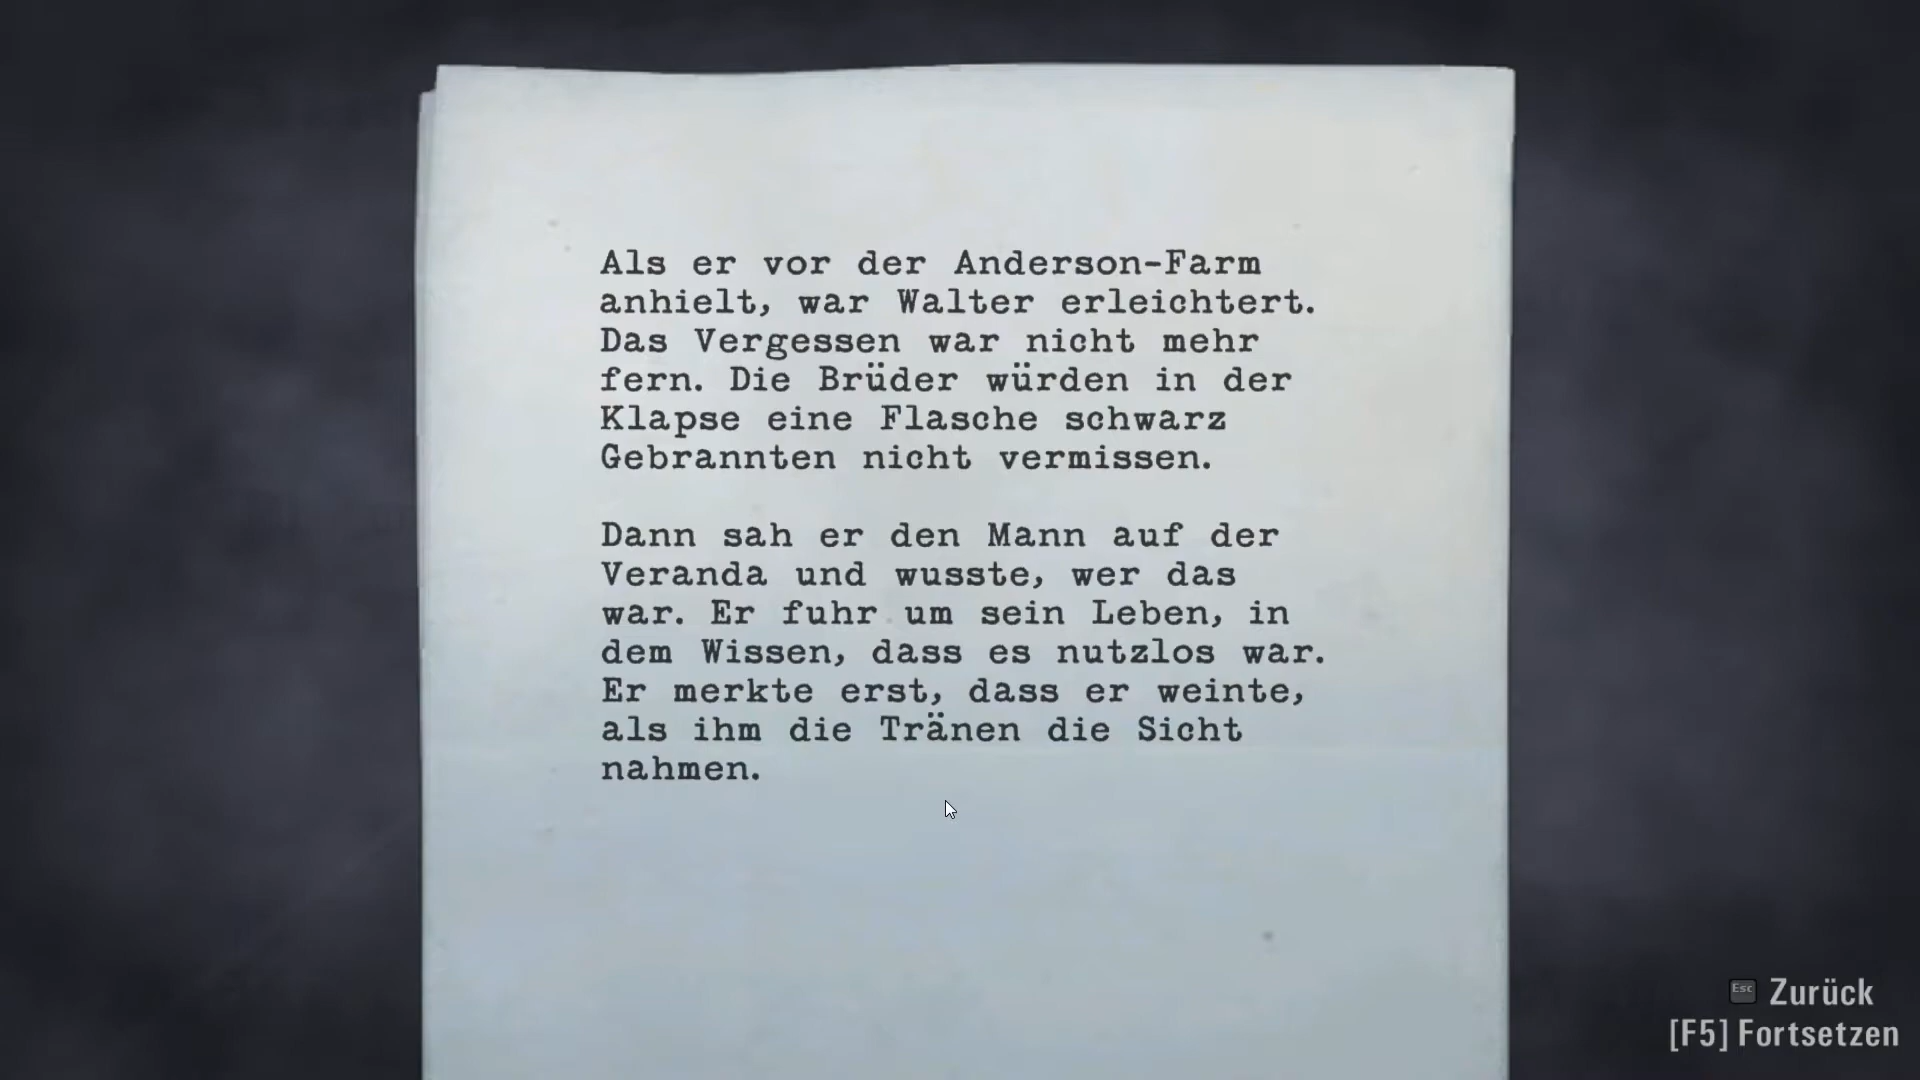 Als er vor der Anderson-Farm
anhielt, war Walter erleichtert.
Das Vergessen war nicht mehr
fern. Die Brüder würden in der
Klapse eine Flasche schwarz
Gebrannten nicht vermissen.
Dann sah er den Mann auf der
Veranda und wusste, wer das
war. Er fuhr um sein Leben, in
dem Wissen, dass es nutzlos war.
Er merkte erst, dass er weinte,
als ihm die Tränen die Sicht
nahmen.
Esc Zurück
[F5] Fortsetzen